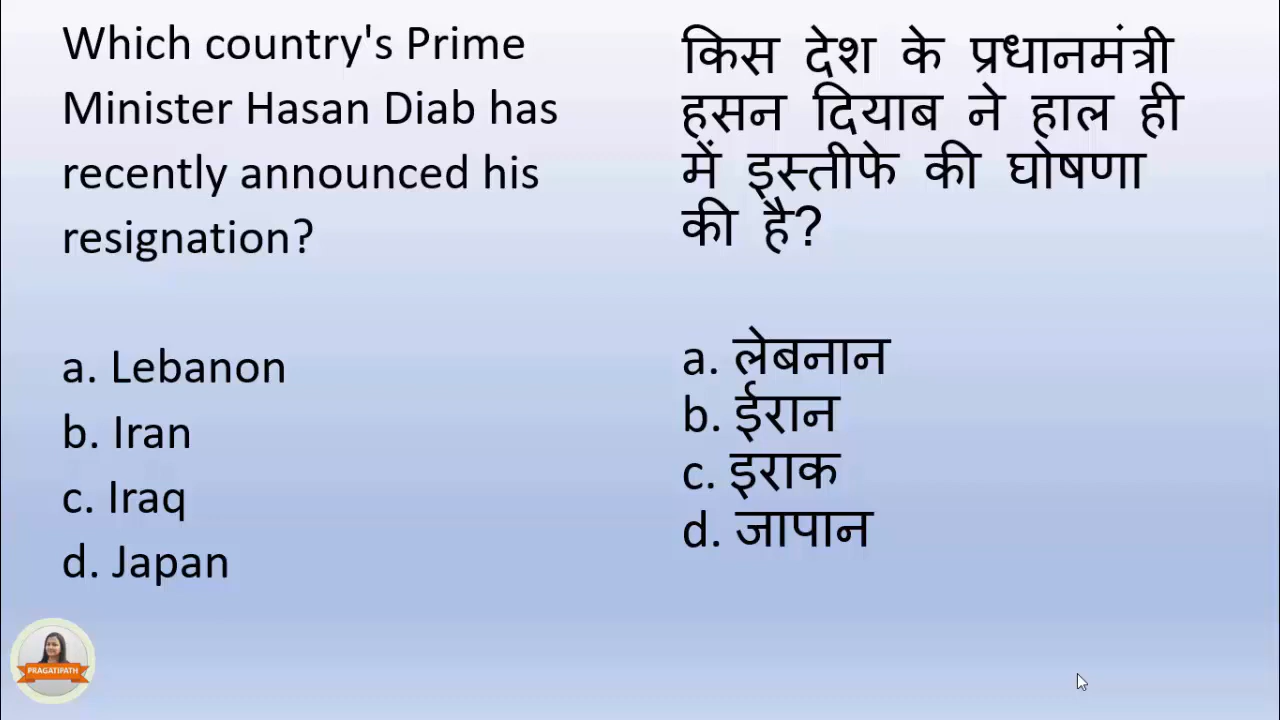 Which country's Prime
Minister Hasan Diab has
recently announced his
resignation?
a. Lebanon
b. Iran
c. Iraq
d. Japan
किस देश के प्रधानमंत्री
हसन दियाब ने हाल ही
में इस्तीफे की घोषणा
की है?
a. लेबनान
b. ईरान
c. इराक
d. जापान
PRAGATIPATH